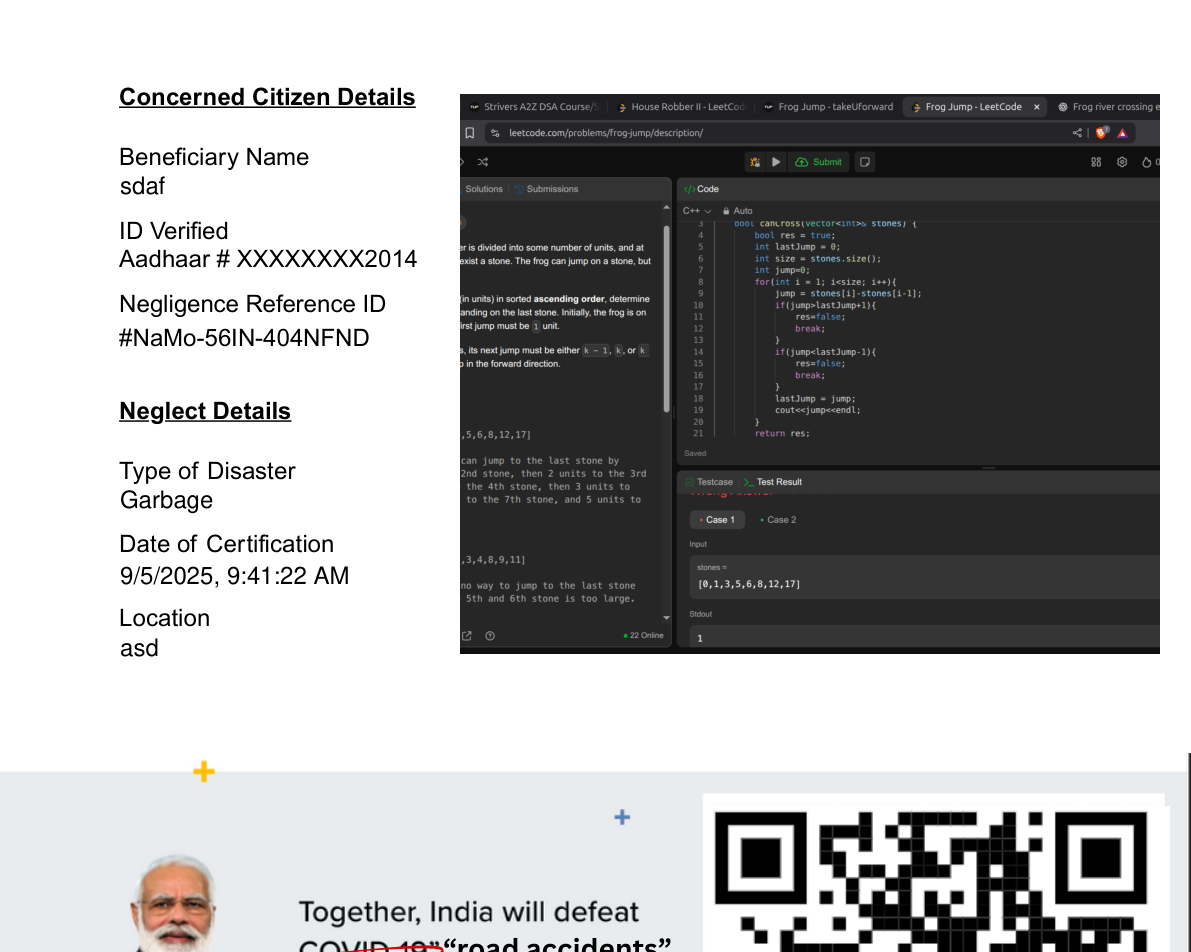 Concerned Citizen Details
Beneficiary Name
sdaf
ID Verified
Aadhaar # XXXXXXXX2014
Negligence Reference ID
#NaMo-56IN-404NFND
Neglect Details
Type of Disaster
Garbage
Date of Certification
9/5/2025, 9:41:22 AM
Location
asd
Strivers A2Z DSA Course/S
House Robber II - LeetCod
Frog Jump - takeUforward
Frog Jump - LeetCode ×
Frog river crossing e
leetcode.com/problems/frog-jump/description/
Submit
0
Solutions
Submissions
er is divided into some number of units, and at
exist a stone. The frog can jump on a stone, but
(in units) in sorted ascending order, determine
anding on the last stone. Initially, the frog is on
irst jump must be 1 unit.
s, its next jump must be either k - 1, k, or k
p in the forward direction.
,5,6,8,12,17]
can jump to the last stone by
2nd stone, then 2 units to the 3rd
the 4th stone, then 3 units to
to the 7th stone, and 5 units to
,3,4,8,9,11]
no way to jump to the last stone
5th and 6th stone is too large.
22 Online
</>Code
C++
Auto
3 bool canCross(vector<int>& stones) {
4 bool res = true;
5 int lastJump = 0;
6 int size = stones.size();
7 int jump=0;
8 for(int i = 1; i<size; i++){
9 jump = stones[i]-stones[i-1];
10 if(jump>lastJump+1){
11 res=false;
12 break;
13 }
14 if(jump<lastJump-1){
15 res=false;
16 break;
17 }
18 lastJump = jump;
19 cout<<jump<<endl;
20 }
21 return res;
Saved
Testcase
>_ Test Result
Wrong Answer
Case 1
Case 2
Input
stones =
[0,1,3,5,6,8,12,17]
Stdout
1
Together, India will defeat
COVID-19" “road accidents”